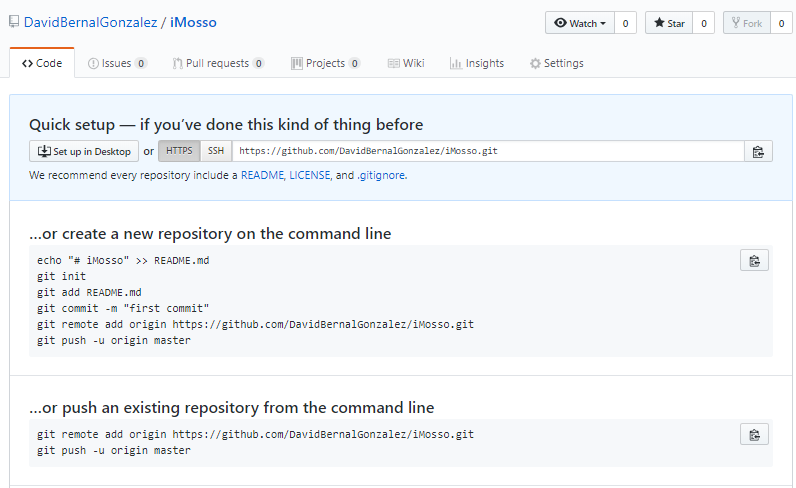 DavidBernalGonzalez / iMosso
Watch 0 Star 0 Fork 0
Code Issues 0 Pull requests 0 Projects 0 Wiki Insights Settings
Quick setup — if you’ve done this kind of thing before
Set up in Desktop or HTTPS SSH https://github.com/DavidBernalGonzalez/iMosso.git
We recommend every repository include a README, LICENSE, and .gitignore.
…or create a new repository on the command line
echo "# iMosso" >> README.md
git init
git add README.md
git commit -m "first commit"
git remote add origin https://github.com/DavidBernalGonzalez/iMosso.git
git push -u origin master
…or push an existing repository from the command line
git remote add origin https://github.com/DavidBernalGonzalez/iMosso.git
git push -u origin master